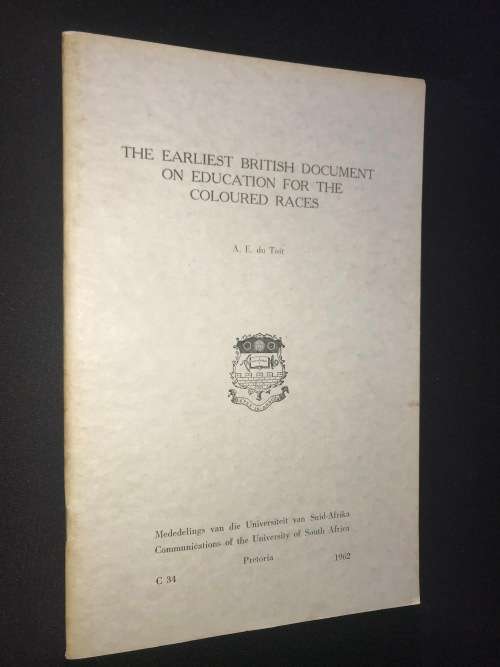 THE EARLIEST BRITISH DOCUMENT
ON EDUCATION FOR THE
COLOURED RACES
A. E. du Toit
Mededelings van die Universiteit van Suid-Afrika
Communications of the University of South Africa
Pretoria 1962
C 34